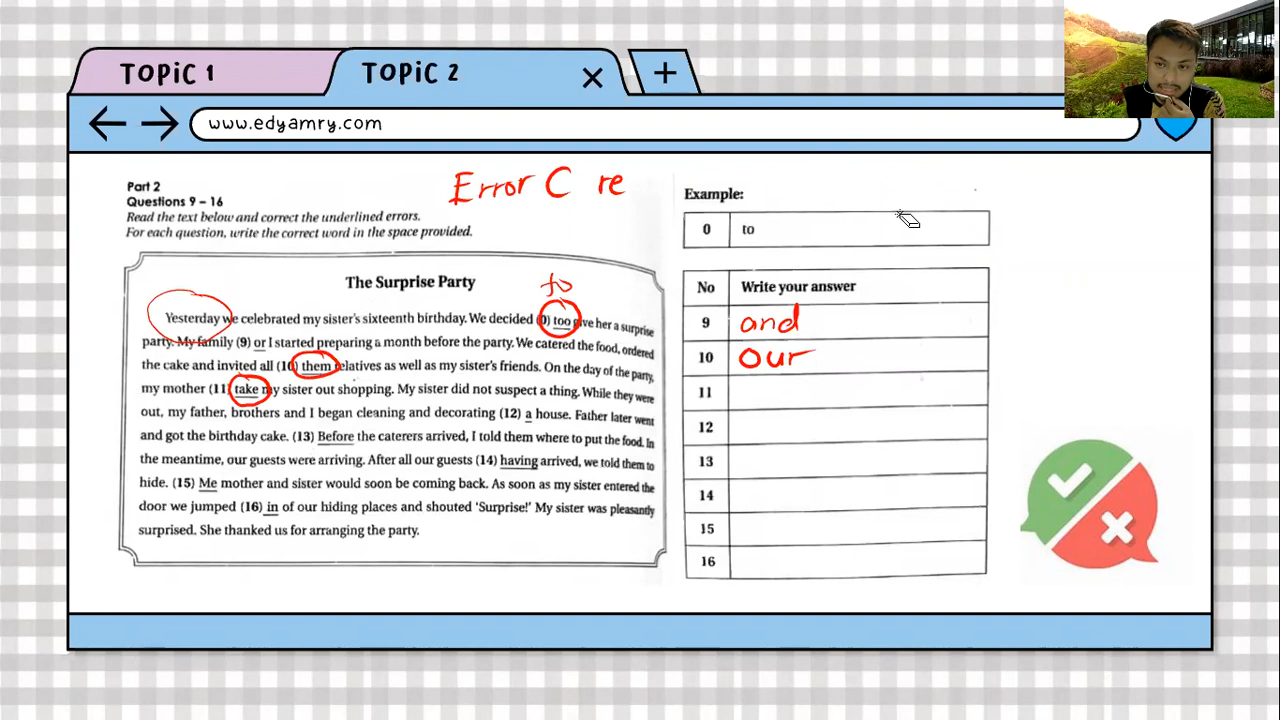 TOPIC 1
TOPIC 2
www.edyamry.com
Part 2
Questions 9 – 16
Read the text below and correct the underlined errors.
For each question, write the correct word in the space provided.
Error C re
The Surprise Party
to
Yesterday we celebrated my sister's sixteenth birthday. We decided (0) too give her a surprise
party. My family (9) or I started preparing a month before the party. We catered the food, ordered
the cake and invited all (10) them relatives as well as my sister's friends. On the day of the party,
my mother (11) take my sister out shopping. My sister did not suspect a thing. While they were
out, my father, brothers and I began cleaning and decorating (12) a house. Father later went
and got the birthday cake. (13) Before the caterers arrived, I told them where to put the food. In
the meantime, our guests were arriving. After all our guests (14) having arrived, we told them to
hide. (15) Me mother and sister would soon be coming back. As soon as my sister entered the
door we jumped (16) in of our hiding places and shouted 'Surprise!' My sister was pleasantly
surprised. She thanked us for arranging the party.
Example:
0 to
No Write your answer
9 and
10 our
11
12
13
14
15
16